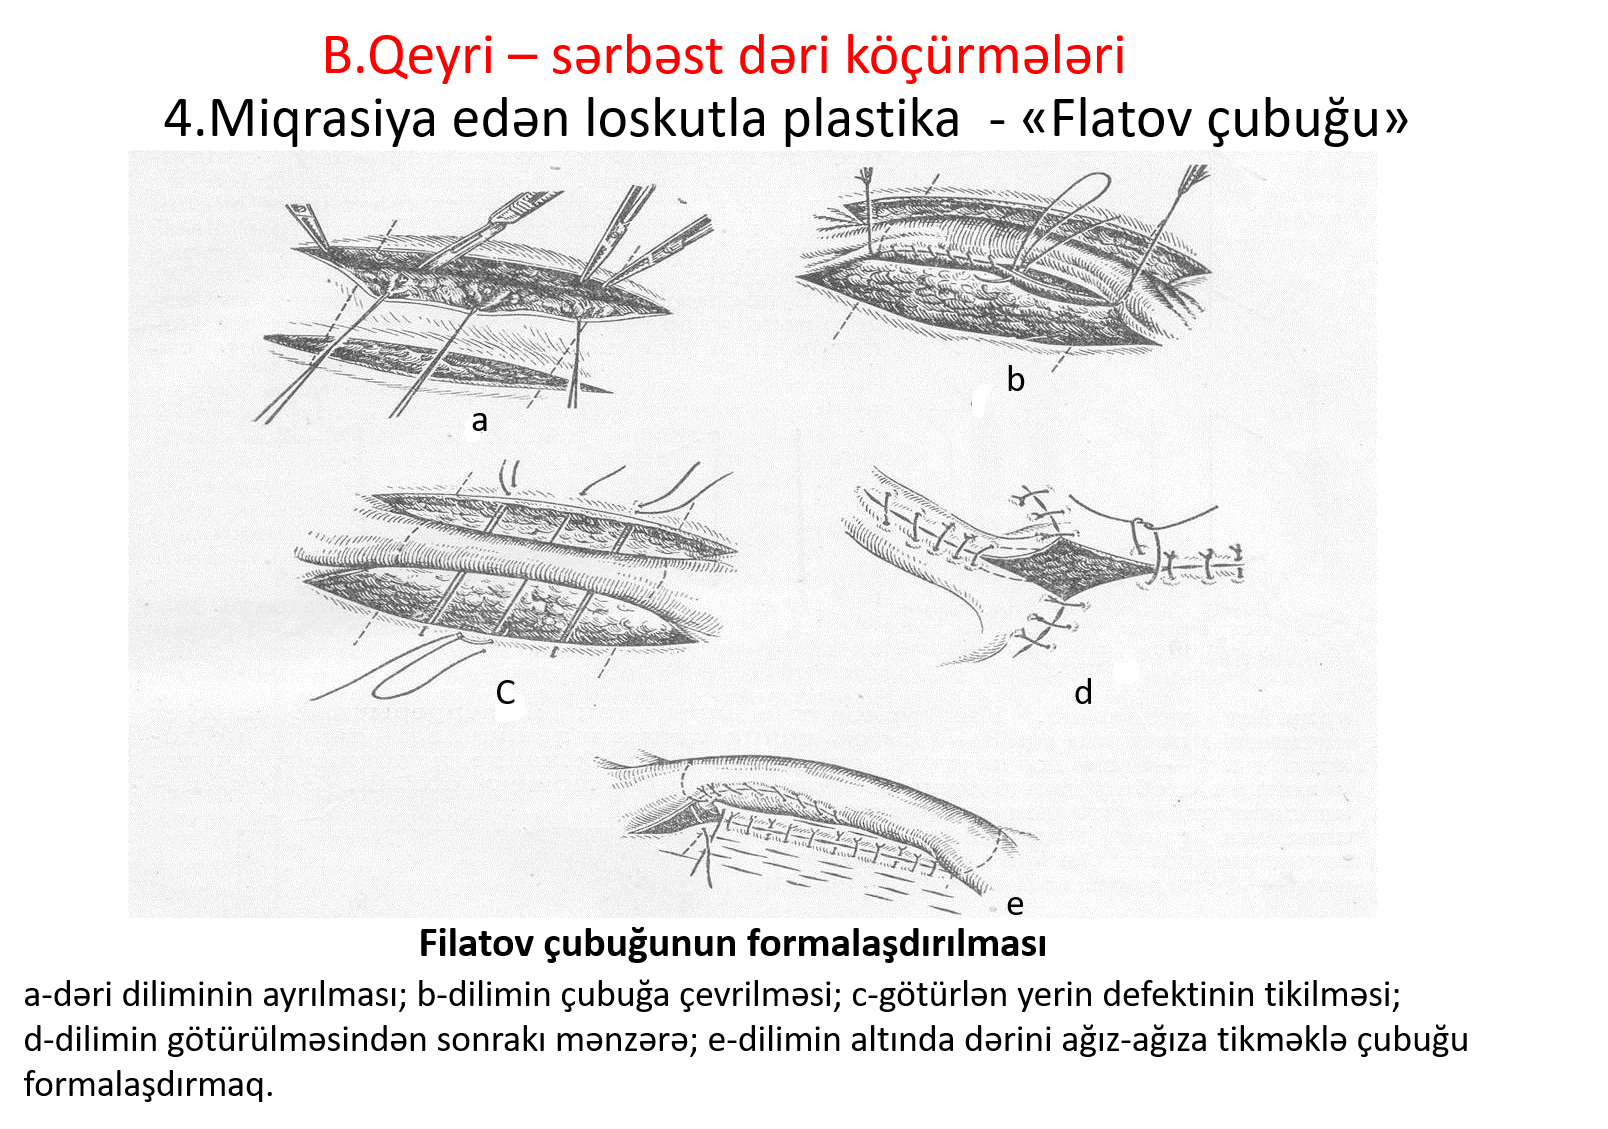 B.Qeyri – sərbəst dəri köçürmələri
4.Miqrasiya edən loskutla plastika - «Flatov çubuğu»
a
b
C
d
e
Filatov çubuğunun formalaşdırılması
a-dəri diliminin ayrılması; b-dilimin çubuğa çevrilməsi; c-götürlən yerin defektinin tikilməsi;
d-dilimin götürülməsindən sonrakı mənzərə; e-dilimin altında dərini ağız-ağıza tikməklə çubuğu
formalaşdırmaq.